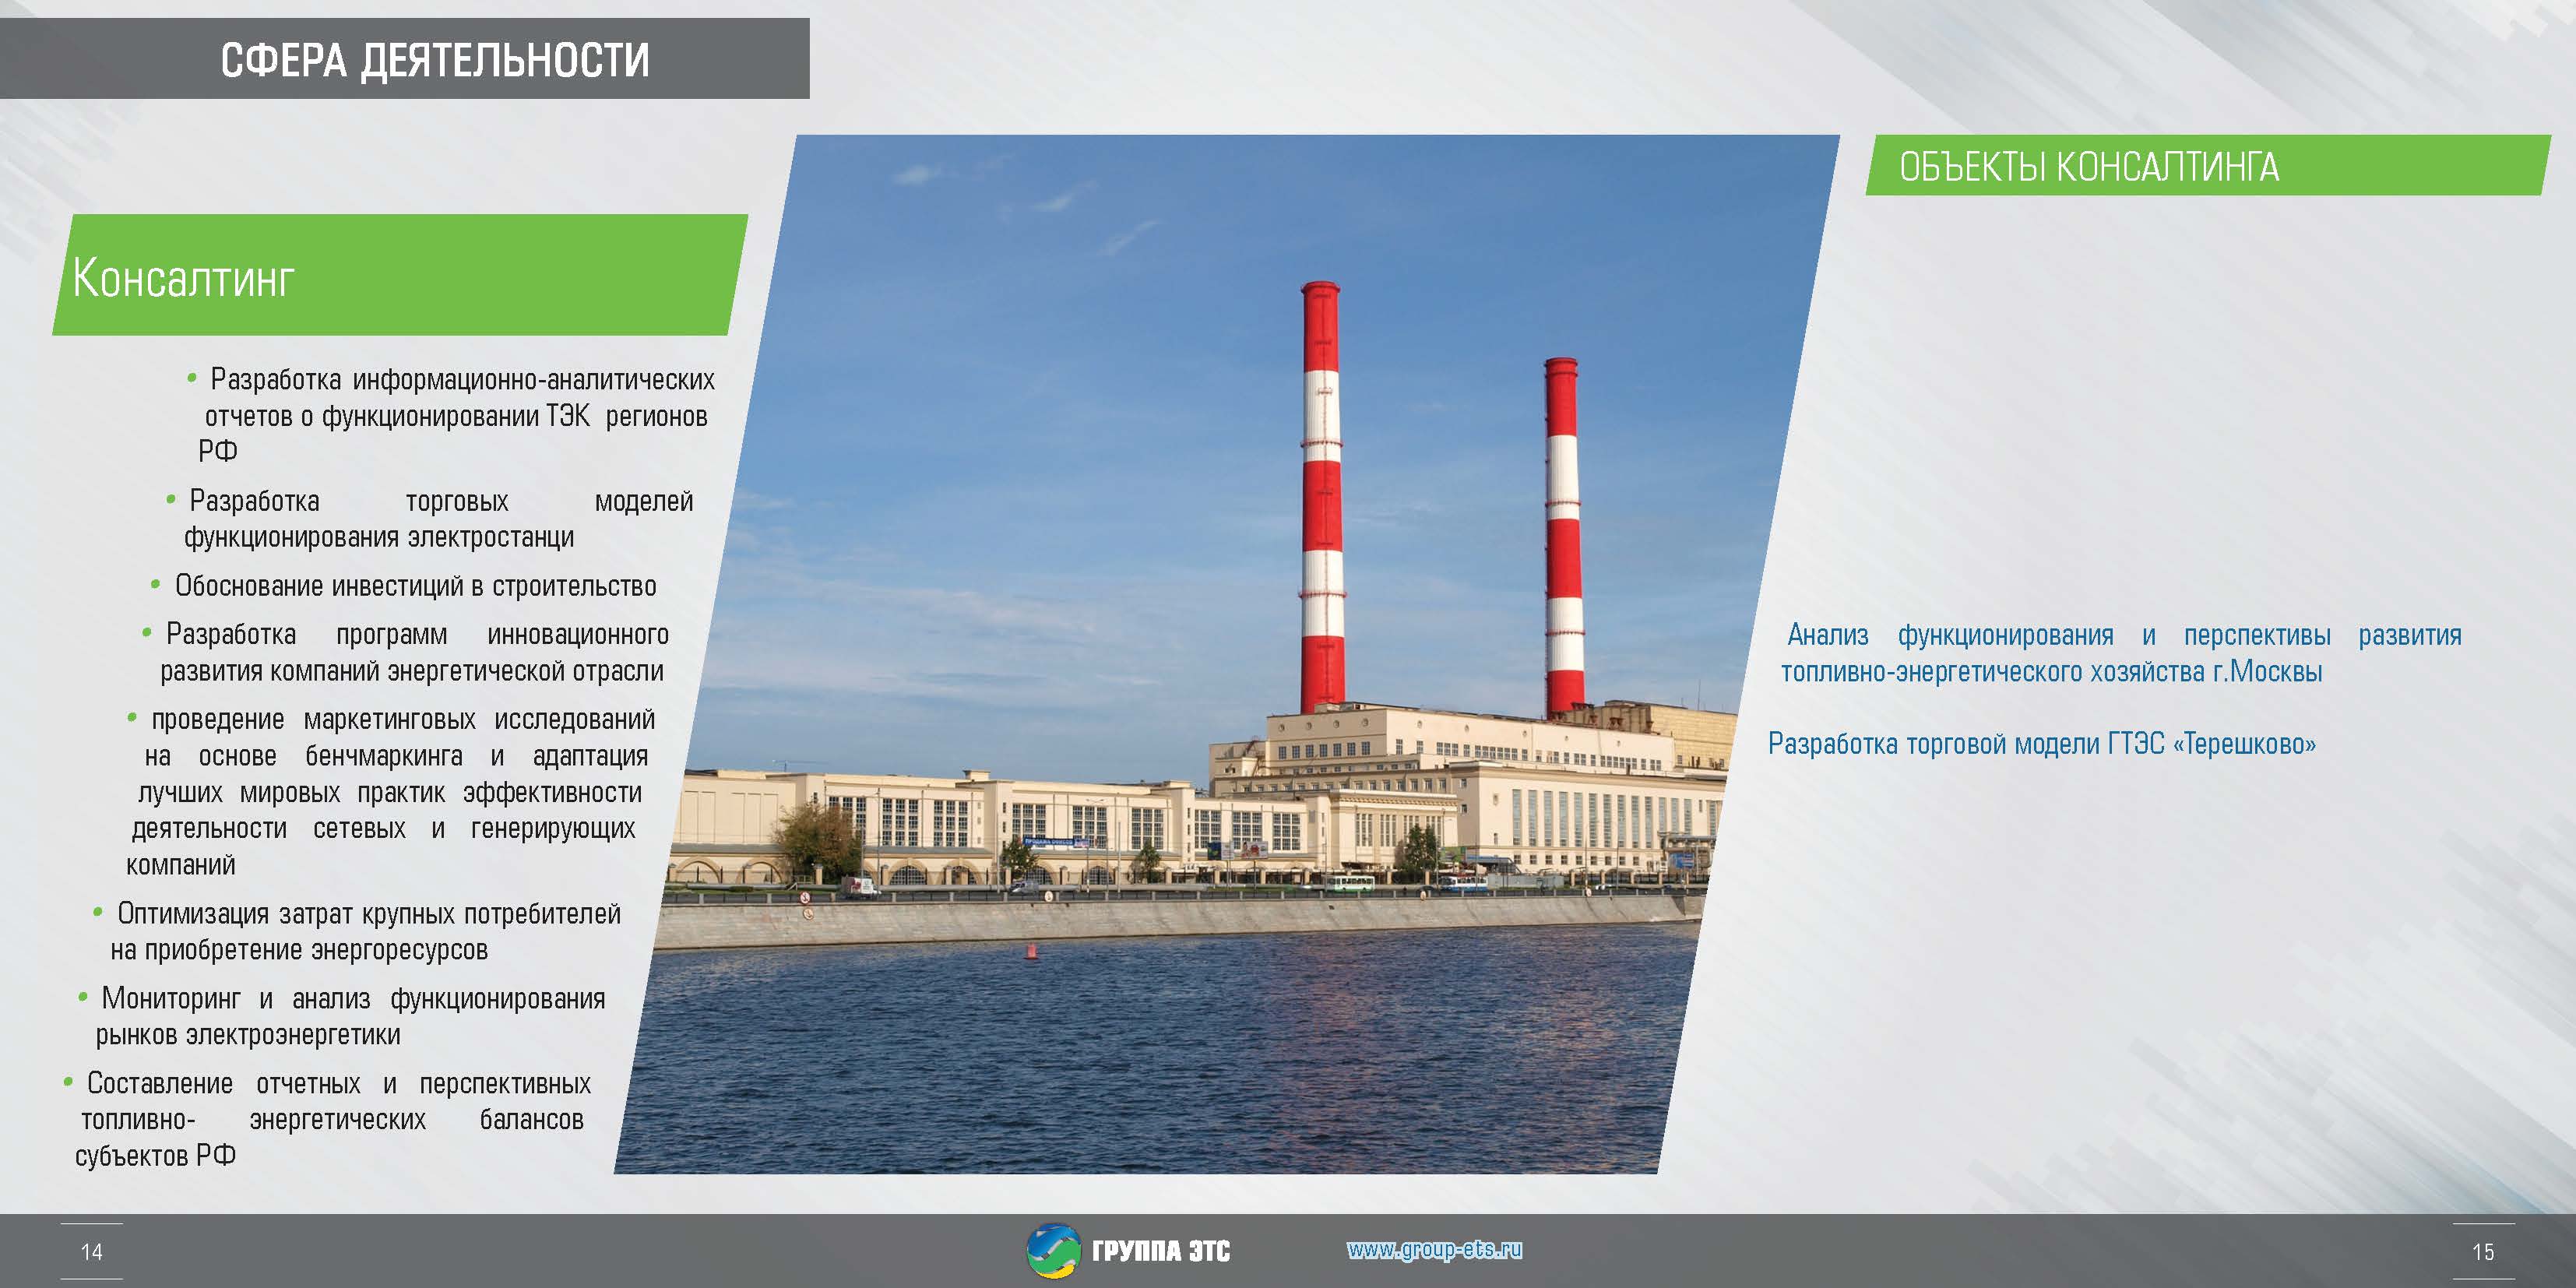 СФЕРА ДЕЯТЕЛЬНОСТИ
Консалтинг
• Разработка информационно-аналитических
отчетов о функционировании ТЭК регионов
РФ
• Разработка торговых моделей
функционирования электростанци
• Обоснование инвестиций в строительство
• Разработка программ инновационного
развития компаний энергетической отрасли
• проведение маркетинговых исследований
на основе бенчмаркинга и адаптация
лучших мировых практик эффективности
деятельности сетевых и генерирующих
компаний
• Оптимизация затрат крупных потребителей
на приобретение энергоресурсов
• Мониторинг и анализ функционирования
рынков электроэнергетики
• Составление отчетных и перспективных
топливно- энергетических балансов
субъектов РФ
ОБЪЕКТЫ КОНСАЛТИНГА
Анализ функционирования и перспективы развития
топливно-энергетического хозяйства г.Москвы
Разработка торговой модели ГТЭС «Терешково»
14
ГРУППА ЭТС
www.group-ets.ru
15